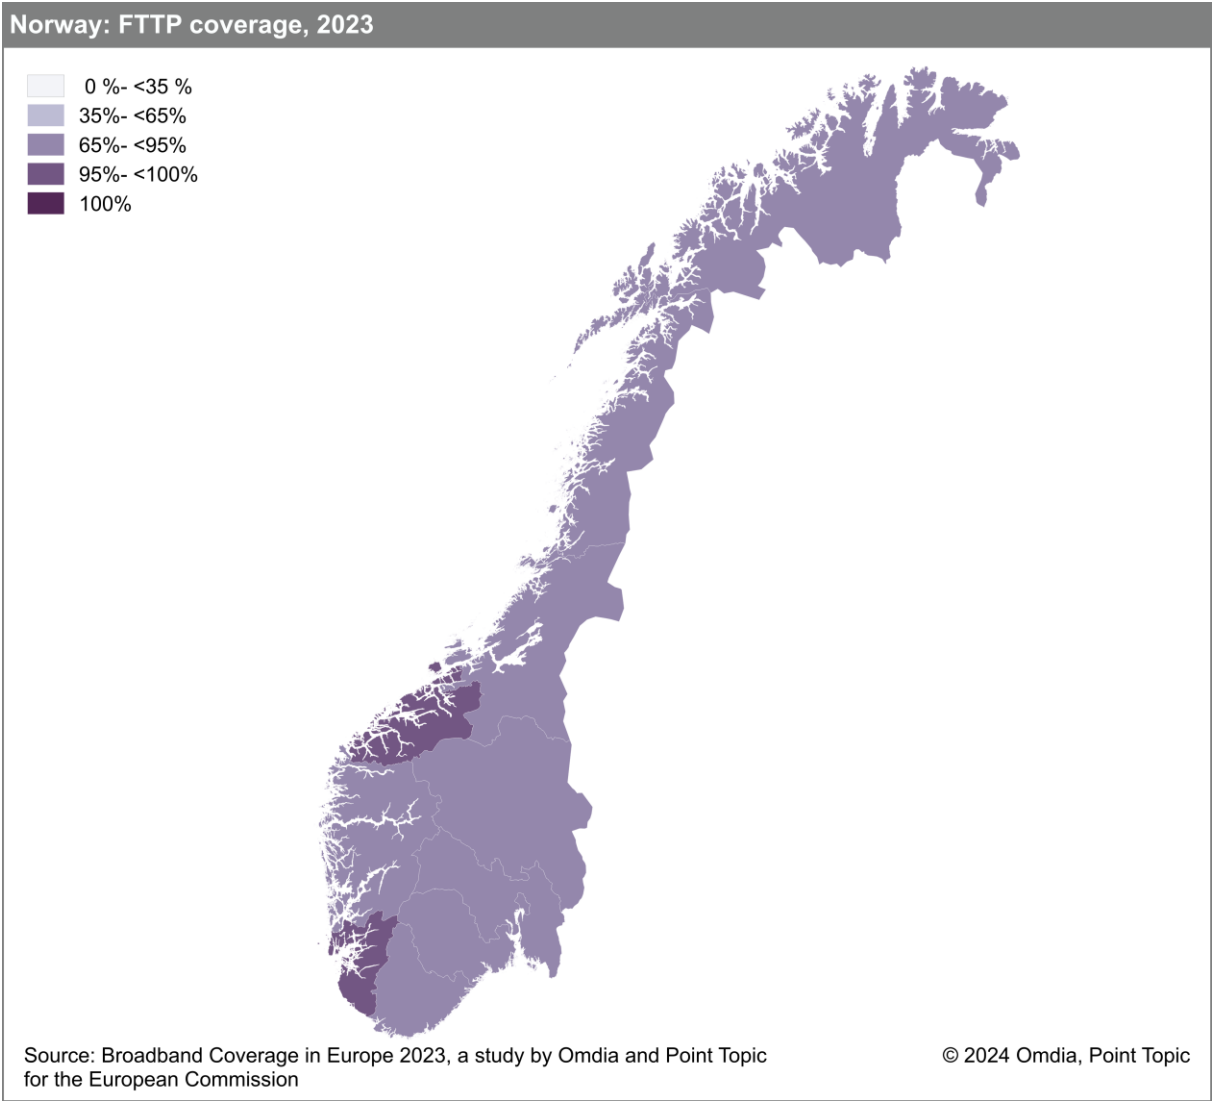 Norway: FTTP coverage, 2023
0 %- <35 %
35%- <65%
65%- <95%
95%- <100%
100%
Source: Broadband Coverage in Europe 2023, a study by Omdia and Point Topic
for the European Commission
© 2024 Omdia, Point Topic